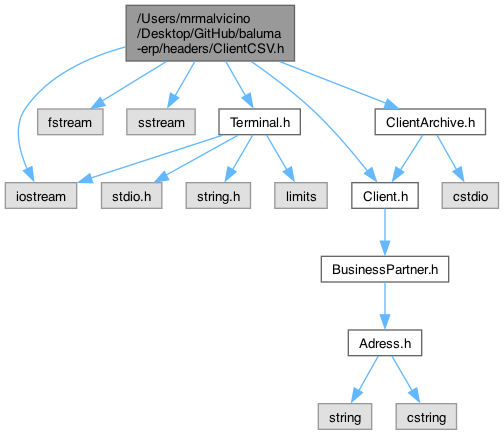 /Users/mrmalvicino
/Desktop/GitHub/baluma
-erp/headers/ClientCSV.h
fstream
sstream
Terminal.h
ClientArchive.h
iostream
stdio.h
string.h
limits
Client.h
cstdio
BusinessPartner.h
Adress.h
string
cstring